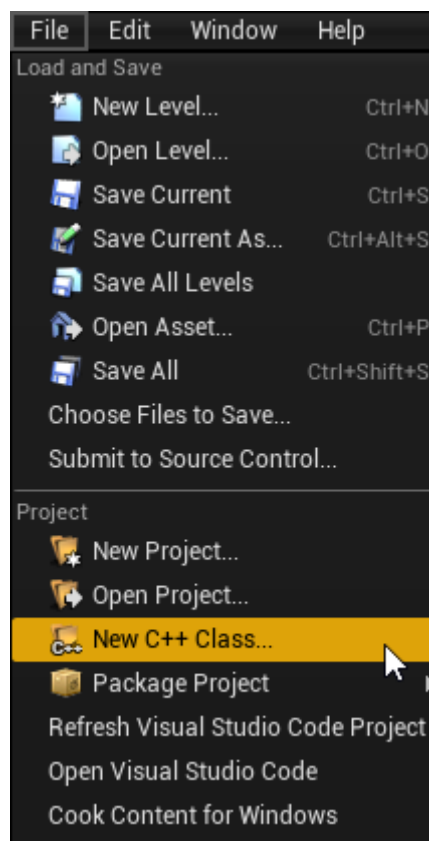 File Edit Window Help
Load and Save
New Level... Ctrl+N
Open Level... Ctrl+O
Save Current Ctrl+S
Save Current As... Ctrl+Alt+S
Save All Levels
Open Asset... Ctrl+P
Save All Ctrl+Shift+S
Choose Files to Save...
Submit to Source Control...
Project
New Project...
Open Project...
C++ New C++ Class...
Package Project
Refresh Visual Studio Code Project
Open Visual Studio Code
Cook Content for Windows